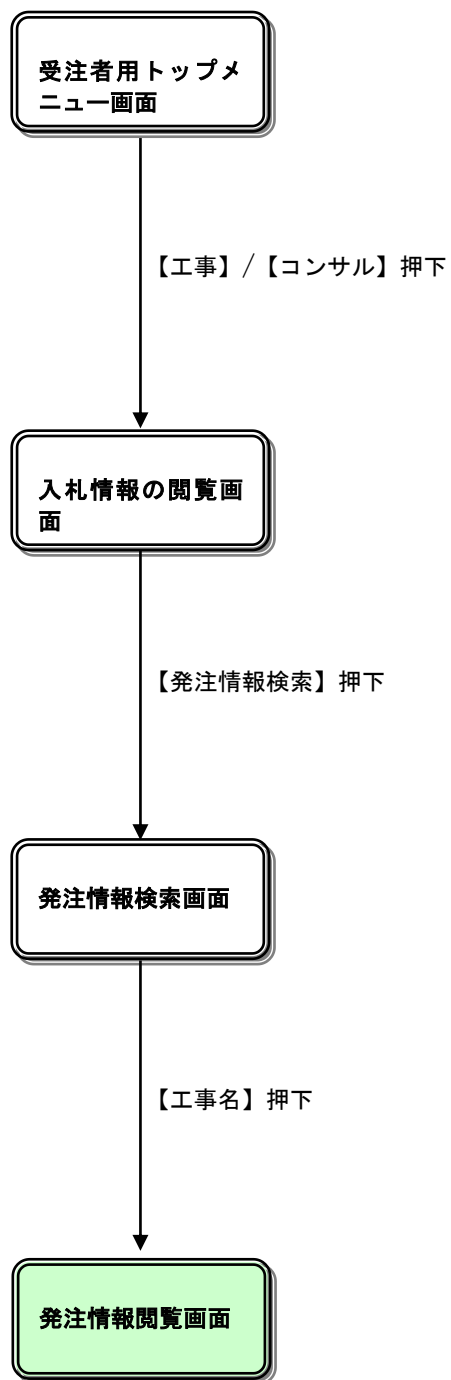 受注者用トップメ
ニュー画面
【工事】/【コンサル】押下
入札情報の閲覧画
面
【発注情報検索】押下
発注情報検索画面
【工事名】押下
発注情報閲覧画面